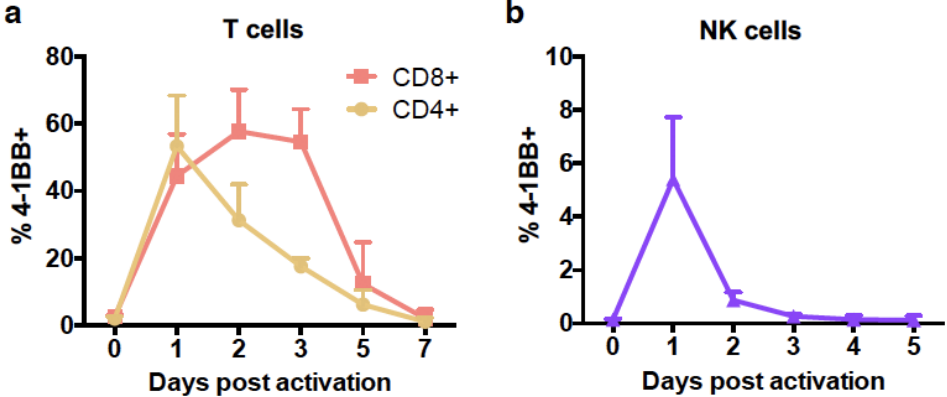 a
T cells
% 4-1BB+
80
60
40
20
0
CD8+
CD4+
0 1 2 3 5 7
Days post activation
b
NK cells
% 4-1BB+
10
8
6
4
2
0
0 1 2 3 4 5
Days post activation